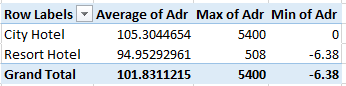 Row Labels Average of Adr Max of Adr Min of Adr
City Hotel 105.3044654 5400 0
Resort Hotel 94.95292961 508 -6.38
Grand Total 101.8311215 5400 -6.38